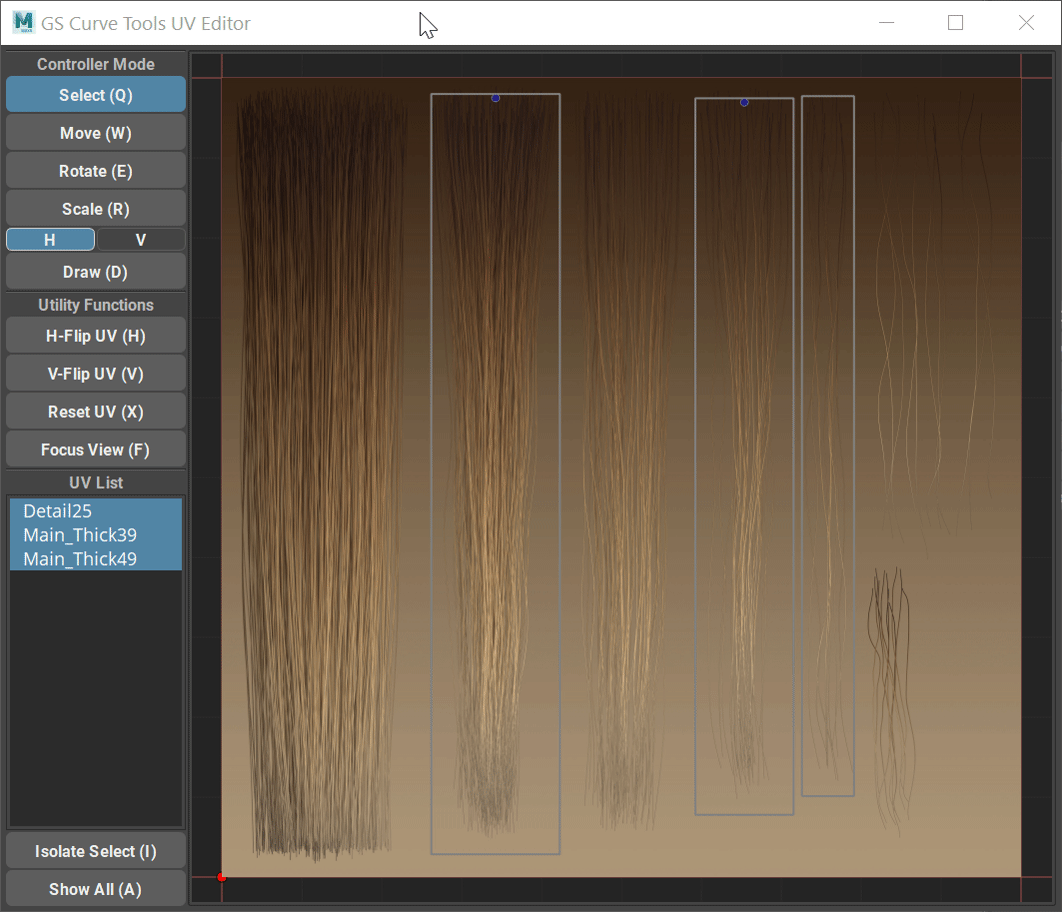 GS Curve Tools UV Editor
Controller Mode
Select (Q)
Move (W)
Rotate (E)
Scale (R)
H V
Draw (D)
Utility Functions
H-Flip UV (H)
V-Flip UV (V)
Reset UV (X)
Focus View (F)
UV List
Detail25
Main_Thick39
Main_Thick49
Isolate Select (I)
Show All (A)